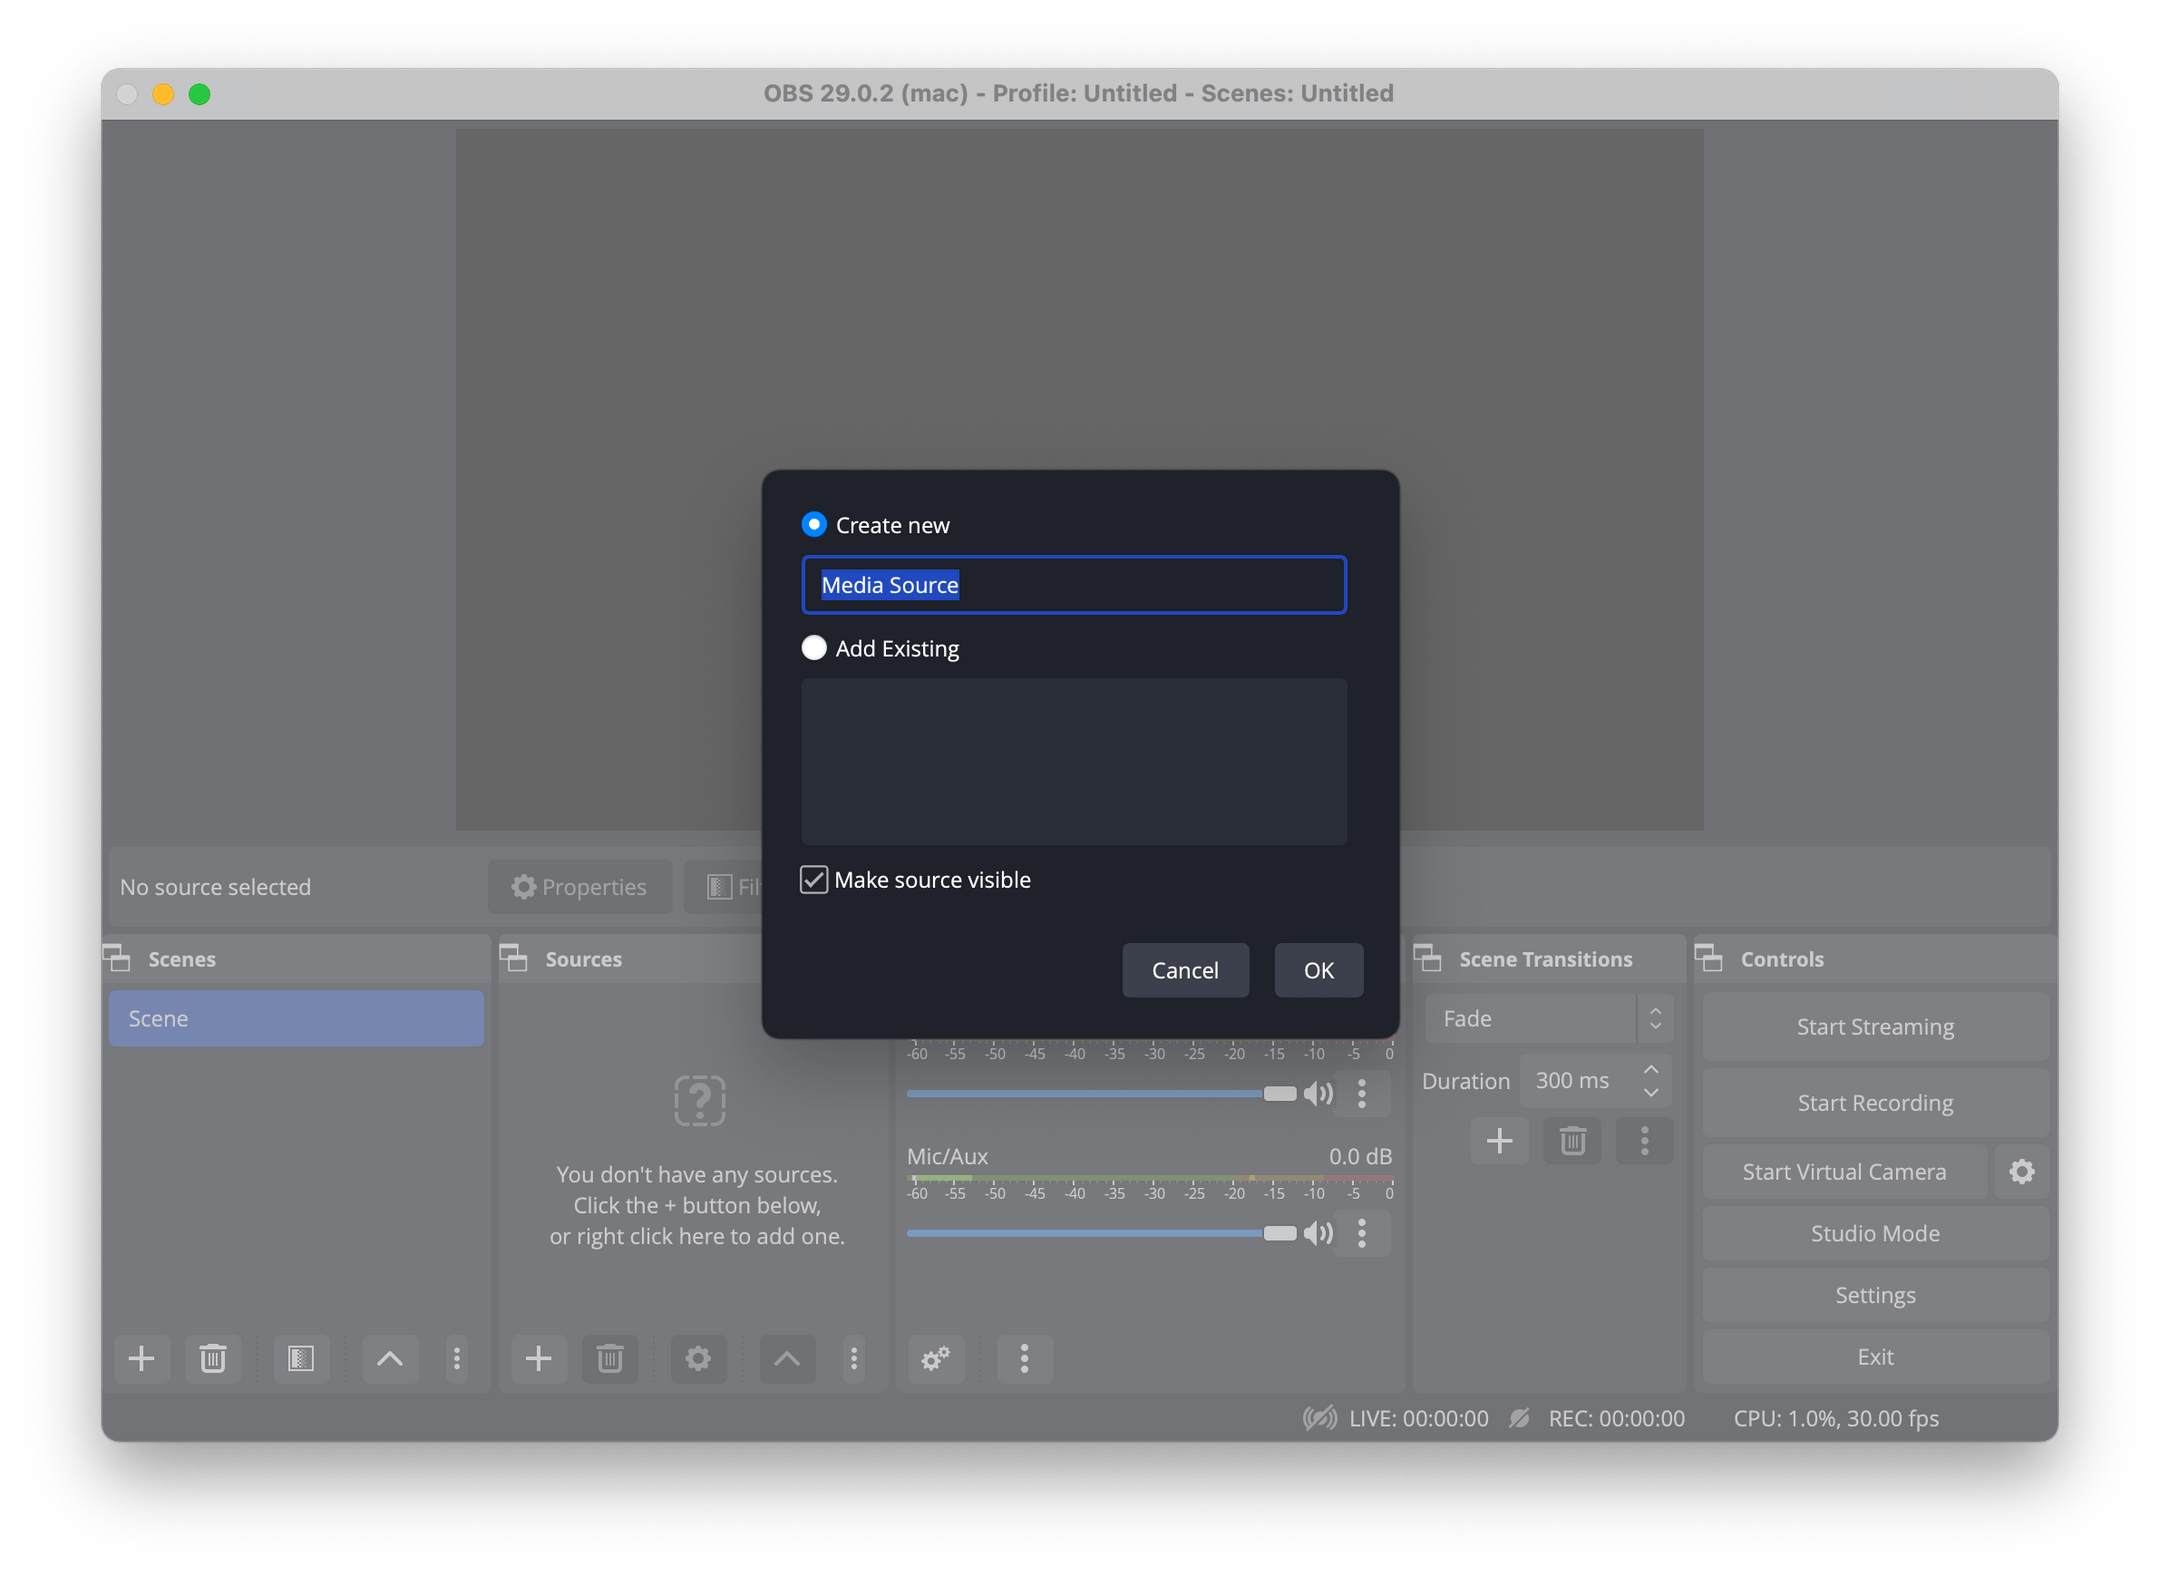 OBS 29.0.2 (mac) - Profile: Untitled - Scenes: Untitled
Create new
Media Source
Add Existing
Make source visible
Cancel
OK
No source selected
Properties
Fil
Scenes
Scene
Sources
You don't have any sources.
Click the + button below,
or right click here to add one.
-60 -55 -50 -45 -40 -35 -30 -25 -20 -15 -10 -5 0
Mic/Aux 0.0 dB
-60 -55 -50 -45 -40 -35 -30 -25 -20 -15 -10 -5 0
Scene Transitions
Fade
Duration 300 ms
Controls
Start Streaming
Start Recording
Start Virtual Camera
Studio Mode
Settings
Exit
LIVE: 00:00:00 REC: 00:00:00 CPU: 1.0%, 30.00 fps